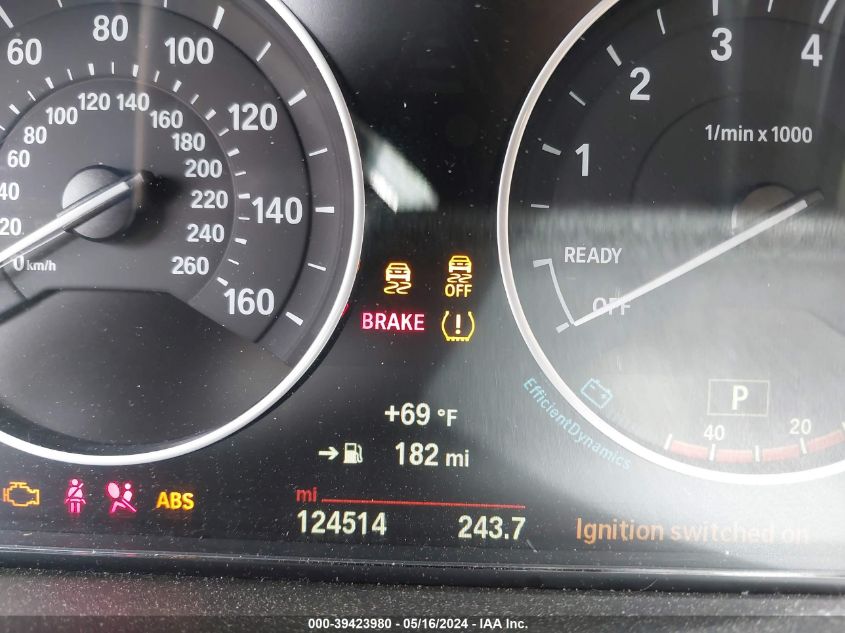 60 80 100 120 140 160
20 40 60 80 100 120 140 160 180 200 220 240 260
0 km/h
1 2 3 4
1/min x 1000
READY
OFF
OFF
BRAKE
+69 °F
182 mi
EfficientDynamics
P
40 20
ABS
mi
124514 243.7
Ignition switched on
000-39423980 - 05/16/2024 - IAA, Inc.